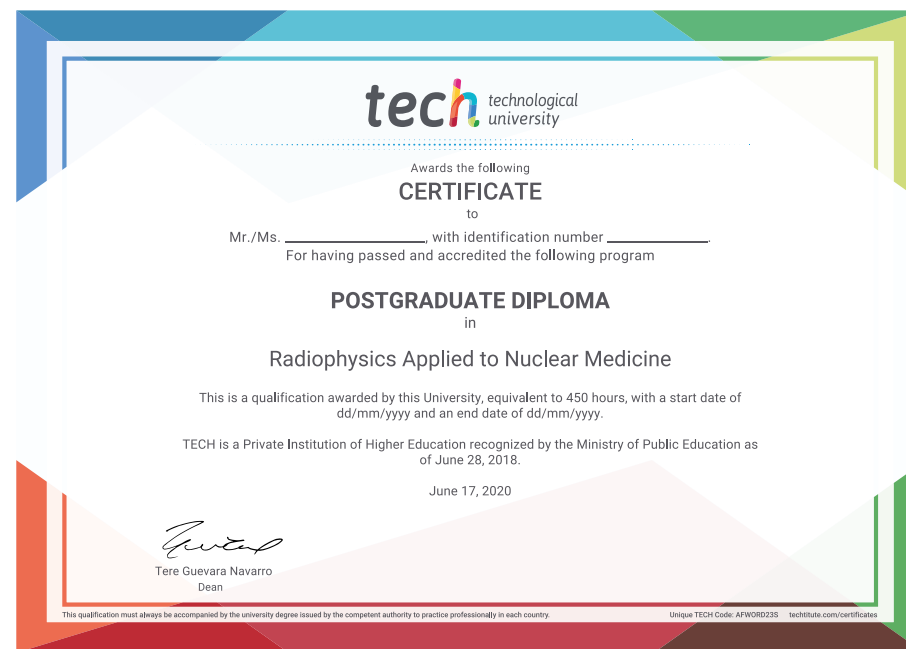 tech technological
university
Awards the following
CERTIFICATE
to
Mr./Ms. ____________________, with identification number ______________.
For having passed and accredited the following program
POSTGRADUATE DIPLOMA
in
Radiophysics Applied to Nuclear Medicine
This is a qualification awarded by this University, equivalent to 450 hours, with a start date of
dd/mm/yyyy and an end date of dd/mm/yyyy.
TECH is a Private Institution of Higher Education recognized by the Ministry of Public Education as
of June 28, 2018.
June 17, 2020
Tere Guevara Navarro
Dean
This qualification must always be accompanied by the university degree issued by the competent authority to practice professionally in each country. Unique TECH Code: AFWORD23S techtitute.com/certificates